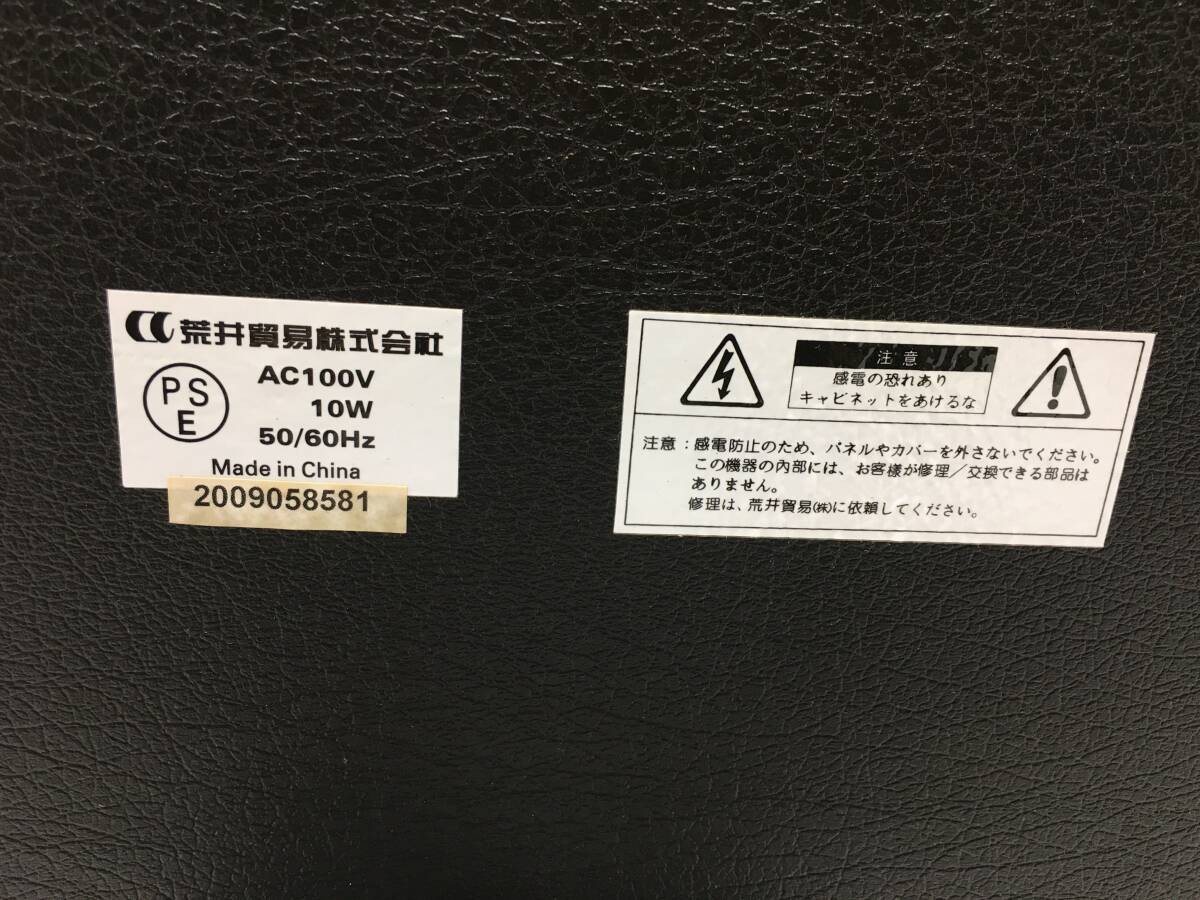 荒井貿易株式会社
PS
E
AC100V
10W
50/60Hz
Made in China
2009058581
注意
感電の恐れあり
キャビネットをあけるな
注意：感電防止のため、パネルやカバーを外さないでください。
この機器の内部には、お客様が修理／交換できる部品は
ありません。
修理は、荒井貿易㈱に依頼してください。